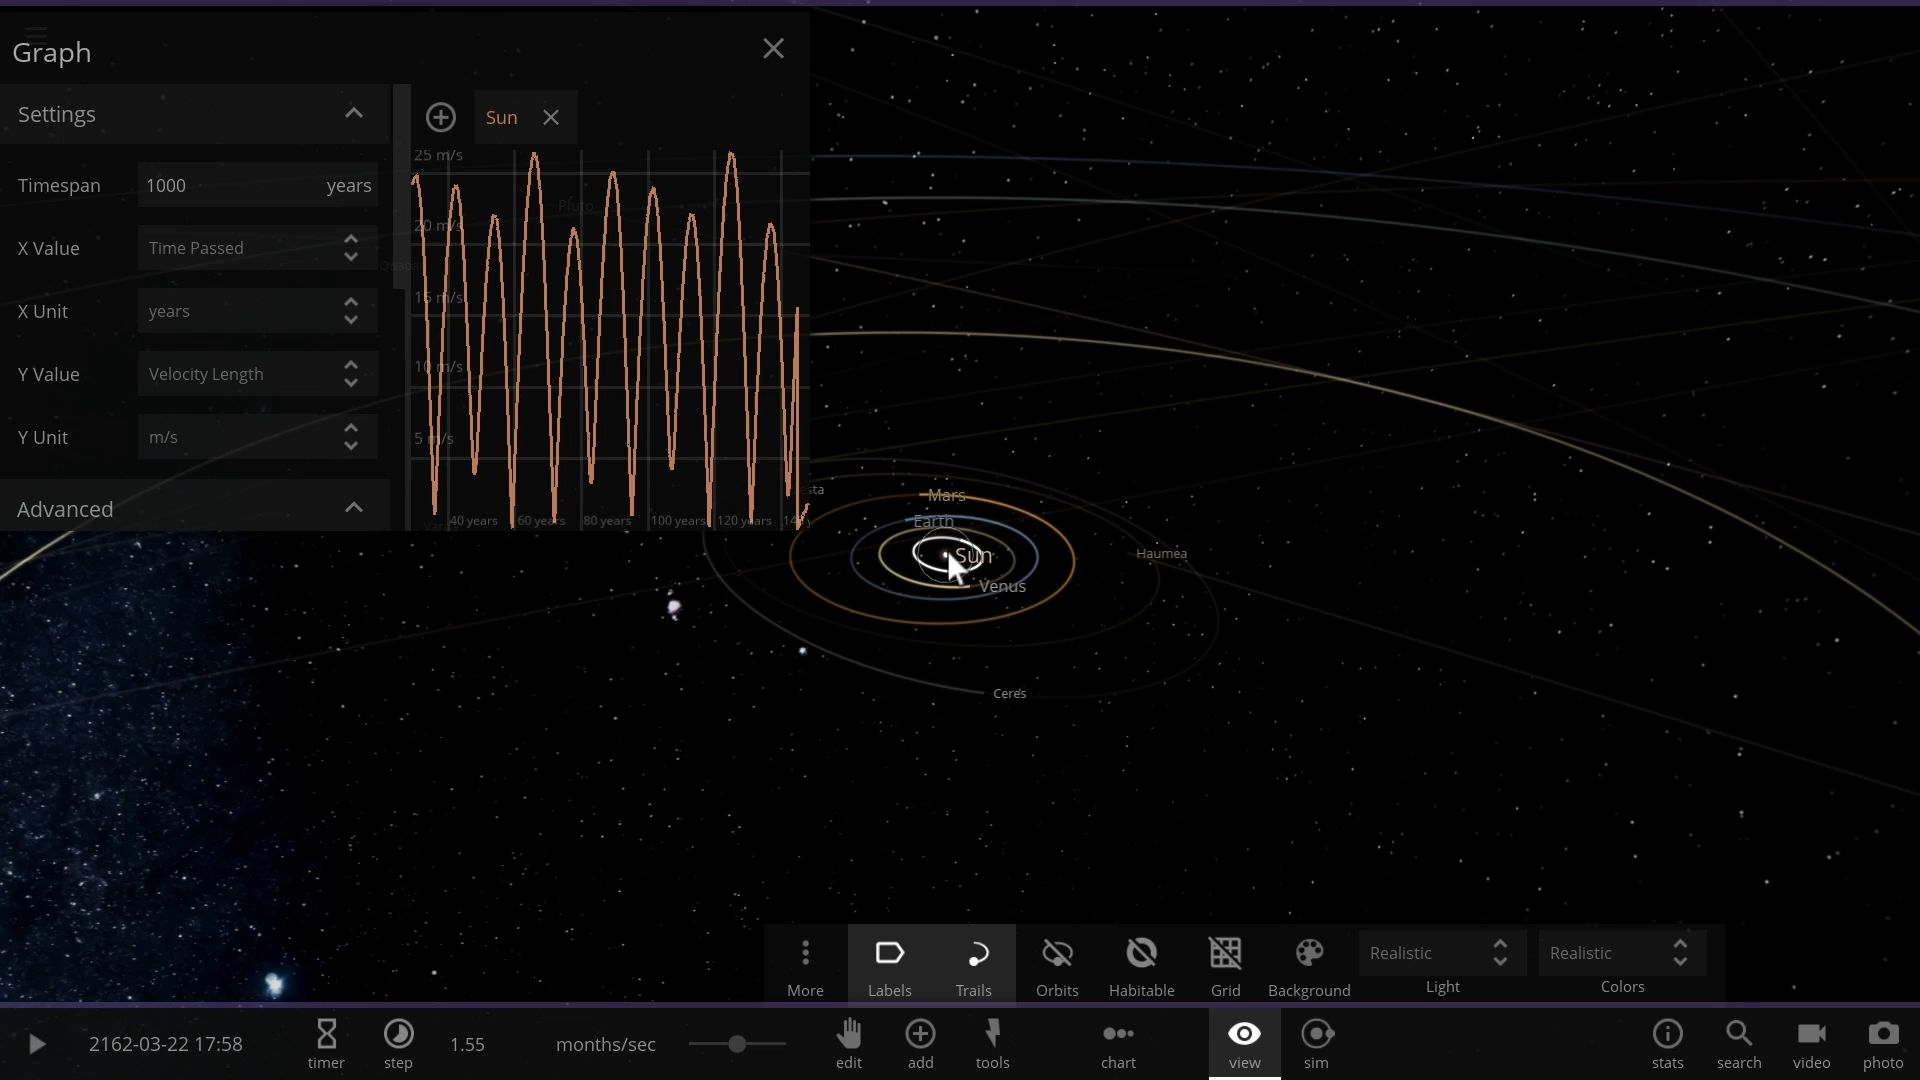 Graph
Settings
Timespan 1000 years
X Value Time Passed
X Unit years
Y Value Velocity Length
Y Unit m/s
Advanced
Sun
25 m/s
20 m/s
15 m/s
10 m/s
5 m/s
40 years 60 years 80 years 100 years 120 years
Pluto
Mars
Earth
Sun
Venus
Haumea
Ceres
More Labels Trails Orbits Habitable Grid Background
Realistic
Light
Realistic
Colors
2162-03-22 17:58
timer
step
1.55 months/sec
edit
add
tools
chart
view
sim
stats
search
video
photo